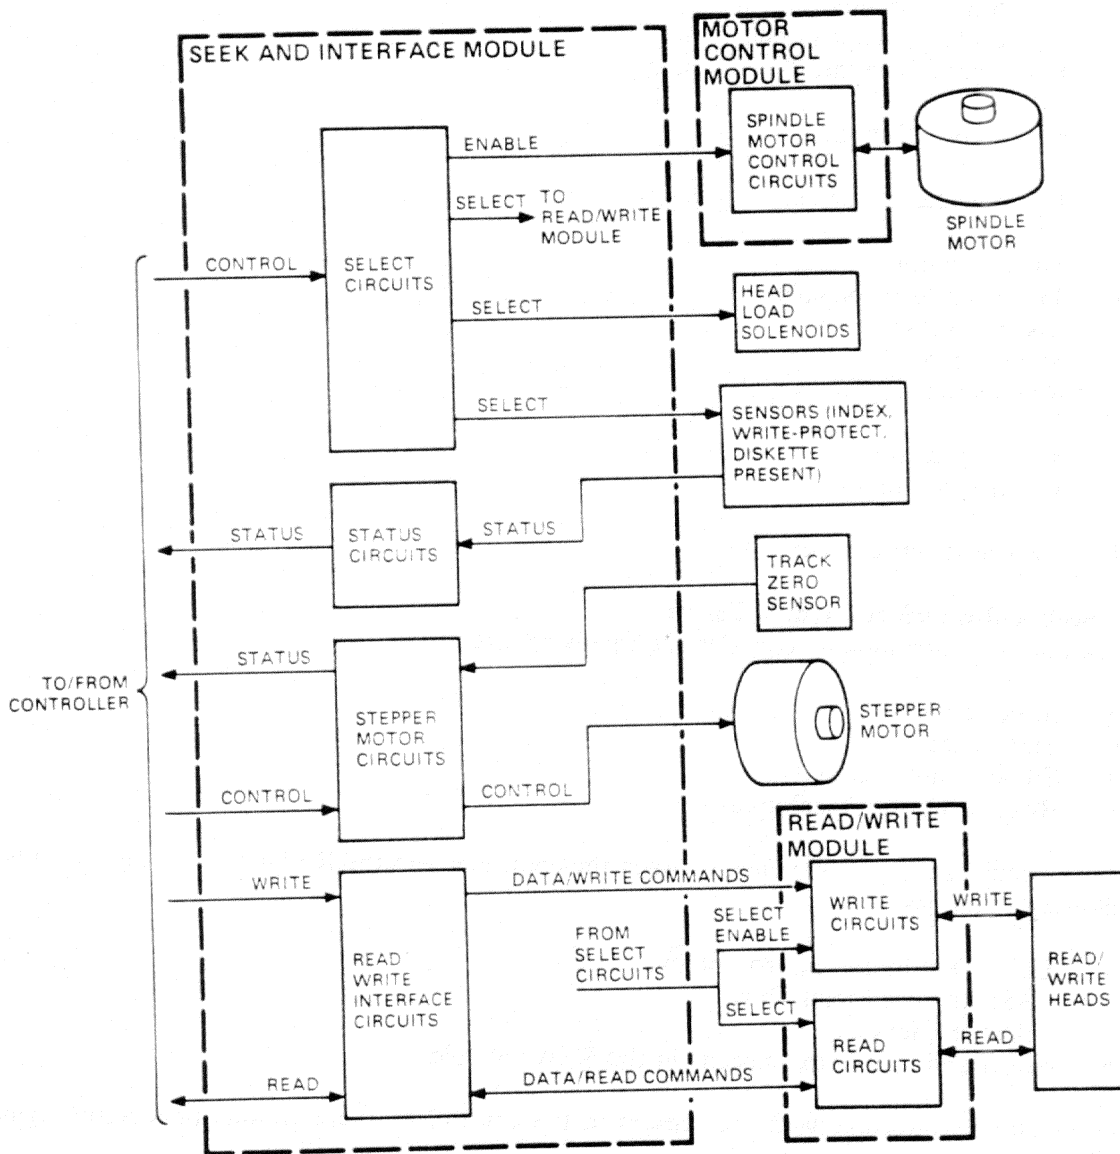 SEEK AND INTERFACE MODULE
MOTOR
CONTROL
MODULE
SPINDLE
MOTOR
CONTROL
CIRCUITS
SPINDLE
MOTOR
ENABLE
SELECT
TO
READ/WRITE
MODULE
CONTROL
SELECT
CIRCUITS
SELECT
HEAD
LOAD
SOLENOIDS
SELECT
SENSORS (INDEX,
WRITE-PROTECT,
DISKETTE
PRESENT)
STATUS
STATUS
CIRCUITS
STATUS
TRACK
ZERO
SENSOR
STATUS
TO/FROM
CONTROLLER
STEPPER
MOTOR
CIRCUITS
STEPPER
MOTOR
CONTROL
CONTROL
READ/WRITE
MODULE
WRITE
DATA/WRITE COMMANDS
WRITE
CIRCUITS
WRITE
SELECT
ENABLE
FROM
SELECT
CIRCUITS
READ
WRITE
INTERFACE
CIRCUITS
READ/
WRITE
HEADS
SELECT
READ
CIRCUITS
READ
READ
DATA/READ COMMANDS